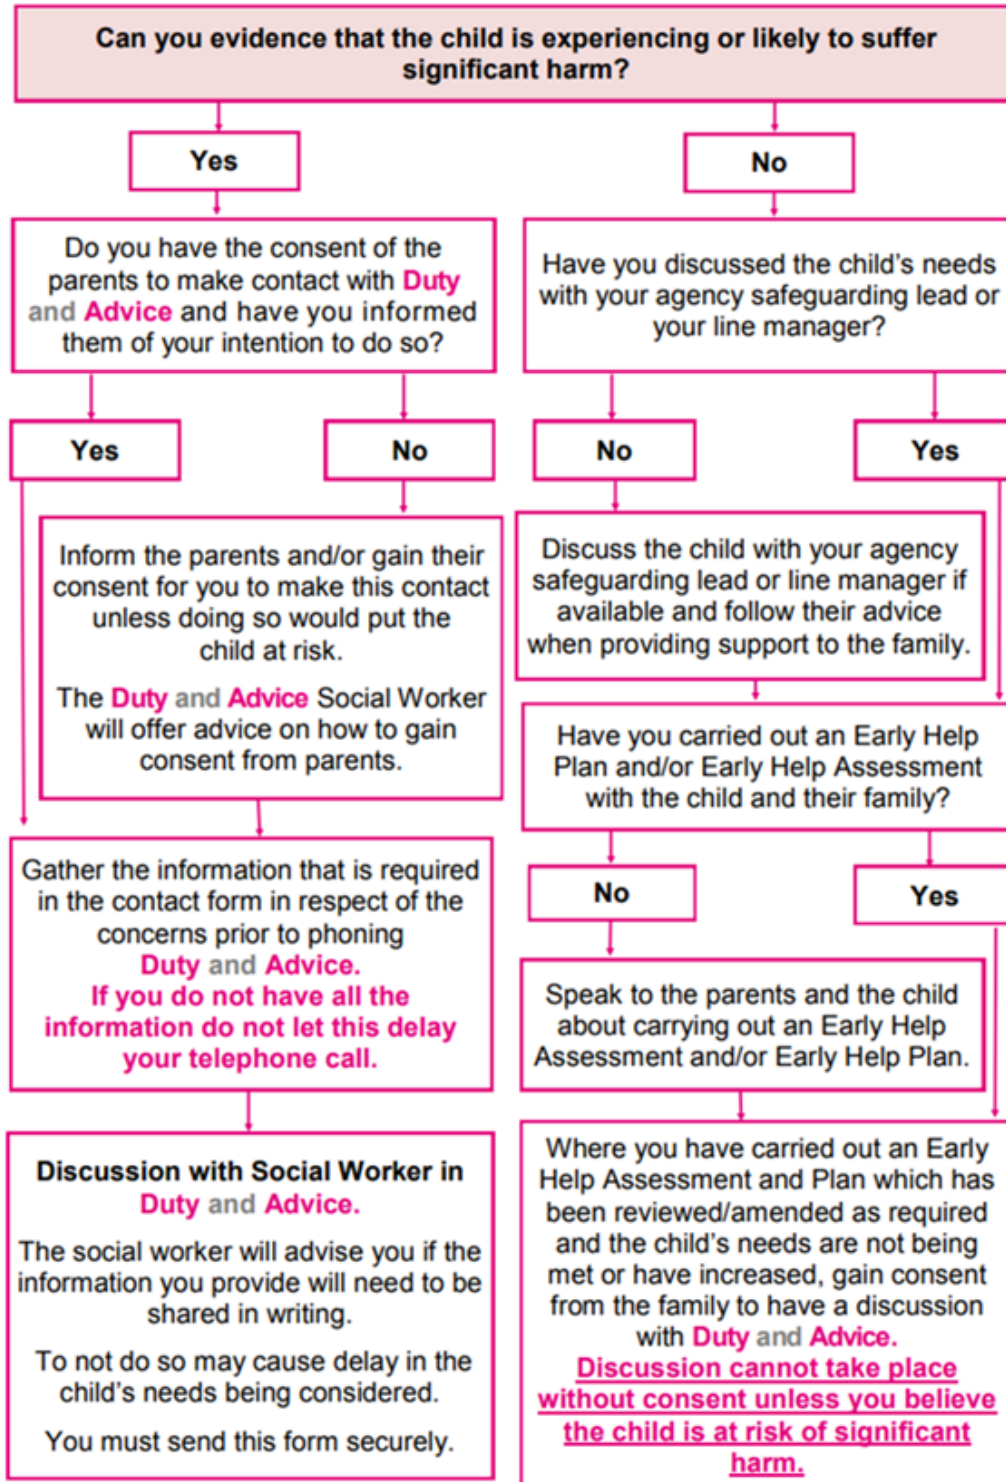 Can you evidence that the child is experiencing or likely to suffer
significant harm?
Yes
No
Do you have the consent of the
parents to make contact with Duty
and Advice and have you informed
them of your intention to do so?
Have you discussed the child's needs
with your agency safeguarding lead or
your line manager?
Yes
No
No
Yes
Inform the parents and/or gain their
consent for you to make this contact
unless doing so would put the
child at risk.
The Duty and Advice Social Worker
will offer advice on how to gain
consent from parents.
Discuss the child with your agency
safeguarding lead or line manager if
available and follow their advice
when providing support to the family.
Have you carried out an Early Help
Plan and/or Early Help Assessment
with the child and their family?
Gather the information that is required
in the contact form in respect of the
concerns prior to phoning
Duty and Advice.
If you do not have all the
information do not let this delay
your telephone call.
No
Yes
Speak to the parents and the child
about carrying out an Early Help
Assessment and/or Early Help Plan.
Discussion with Social Worker in
Duty and Advice.
The social worker will advise you if the
information you provide will need to be
shared in writing.
To not do so may cause delay in the
child's needs being considered.
You must send this form securely.
Where you have carried out an Early
Help Assessment and Plan which has
been reviewed/amended as required
and the child's needs are not being
met or have increased, gain consent
from the family to have a discussion
with Duty and Advice.
Discussion cannot take place
without consent unless you believe
the child is at risk of significant
harm.